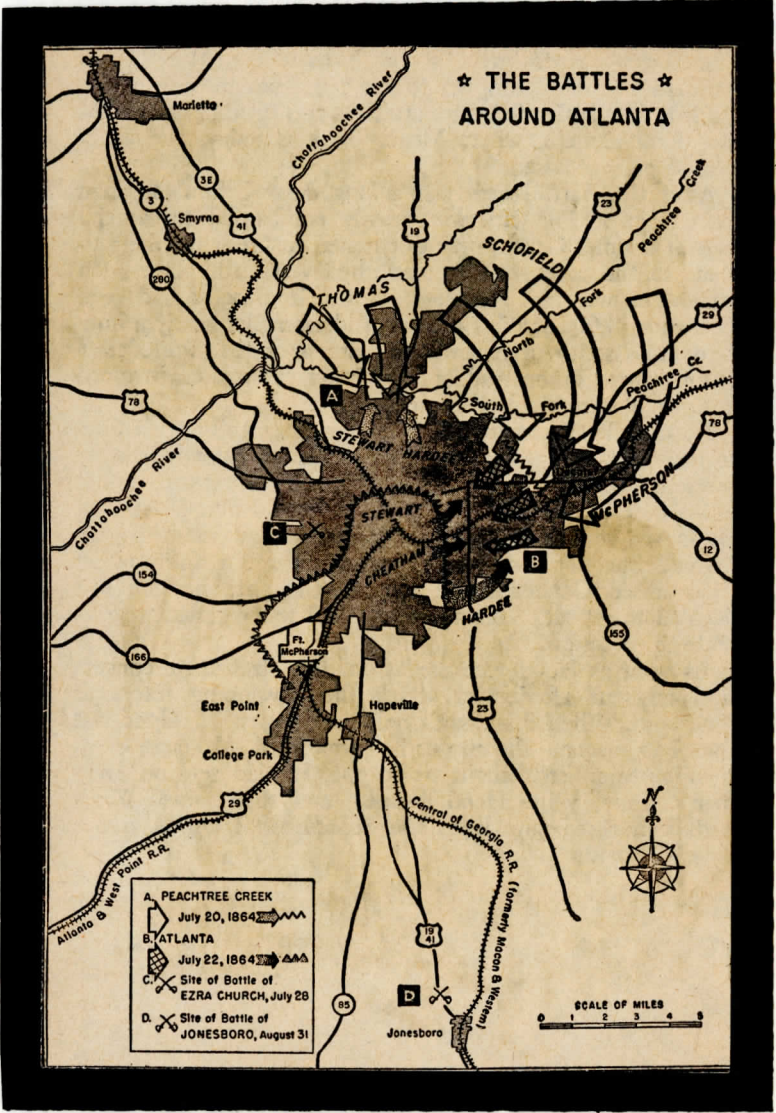 THE BATTLES
AROUND ATLANTA
Marietta
Chattahoochee River
3E
3
41
Smyrna
280
19
23
Peachtree Creek
SCHOFIELD
THOMAS
29
North Fork
Peachtree Cr.
South Fork
78
A
STEWART HARDEE
78
McPHERSON
Chattahoochee River
STEWART
C
CHEATHAM
B
12
HARDEE
154
155
166
Ft.
McPherson
East Point
Hapeville
23
College Park
29
Central of Georgia R.R. (formerly Macon & Western)
N
Atlanta & West Point R.R.
A. PEACHTREE CREEK
July 20, 1864
B. ATLANTA
July 22, 1864
C. Site of Battle of
EZRA CHURCH, July 28
D. Site of Battle of
JONESBORO, August 31
19
41
85
D
Jonesboro
SCALE OF MILES
0 1 2 3 4 5